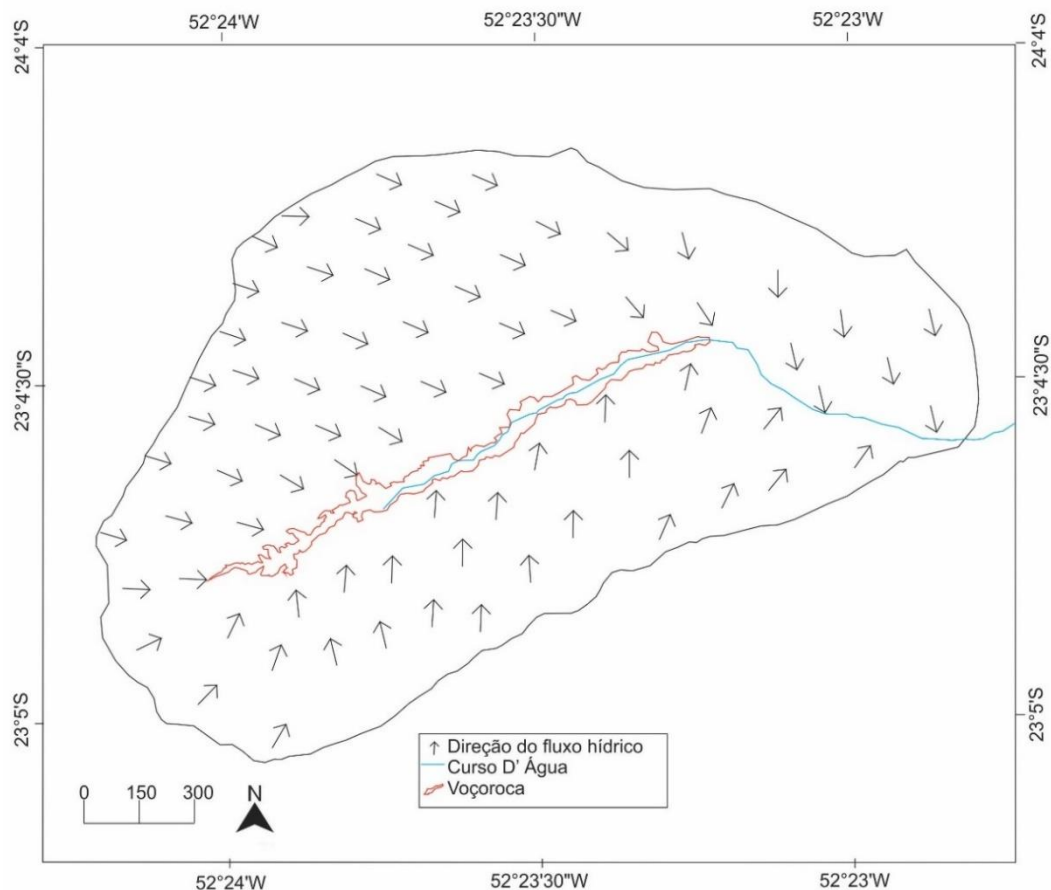 52°24'W
52°23'30"W
52°23'W
24°4'S
24°4'S
23°4'30"S
23°4'30"S
23°5'S
23°5'S
Direção do fluxo hídrico
Curso D' Água
Voçoroca
0 150 300
N
52°24'W
52°23'30"W
52°23'W